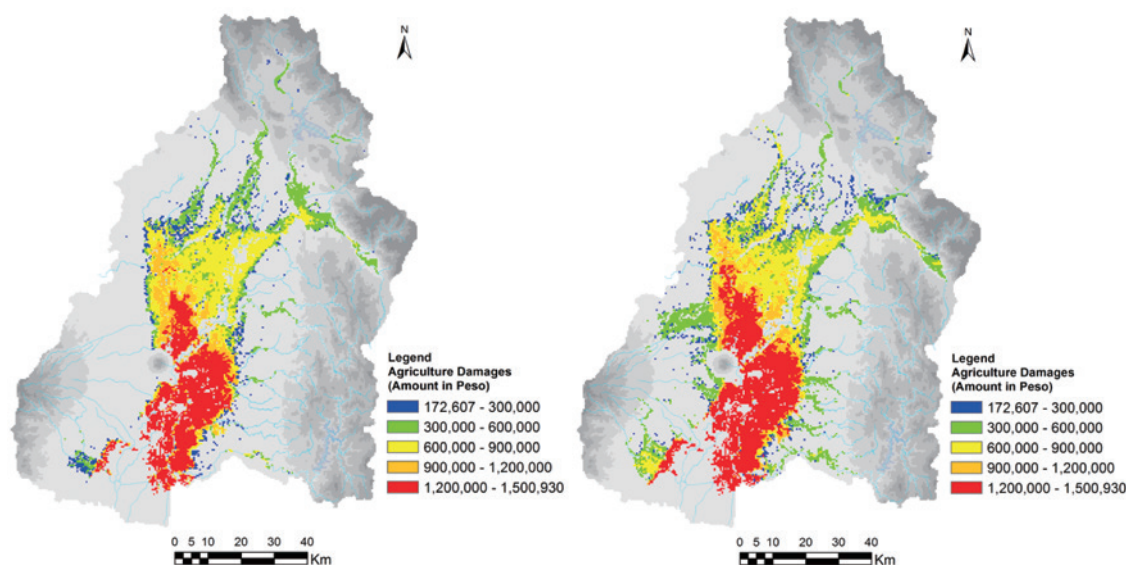 N
Legend
Agriculture Damages
(Amount in Peso)
172,607 - 300,000
300,000 - 600,000
600,000 - 900,000
900,000 - 1,200,000
1,200,000 - 1,500,930
0 5 10 20 30 40
Km
N
Legend
Agriculture Damages
(Amount in Peso)
172,607 - 300,000
300,000 - 600,000
600,000 - 900,000
900,000 - 1,200,000
1,200,000 - 1,500,930
0 5 10 20 30 40
Km